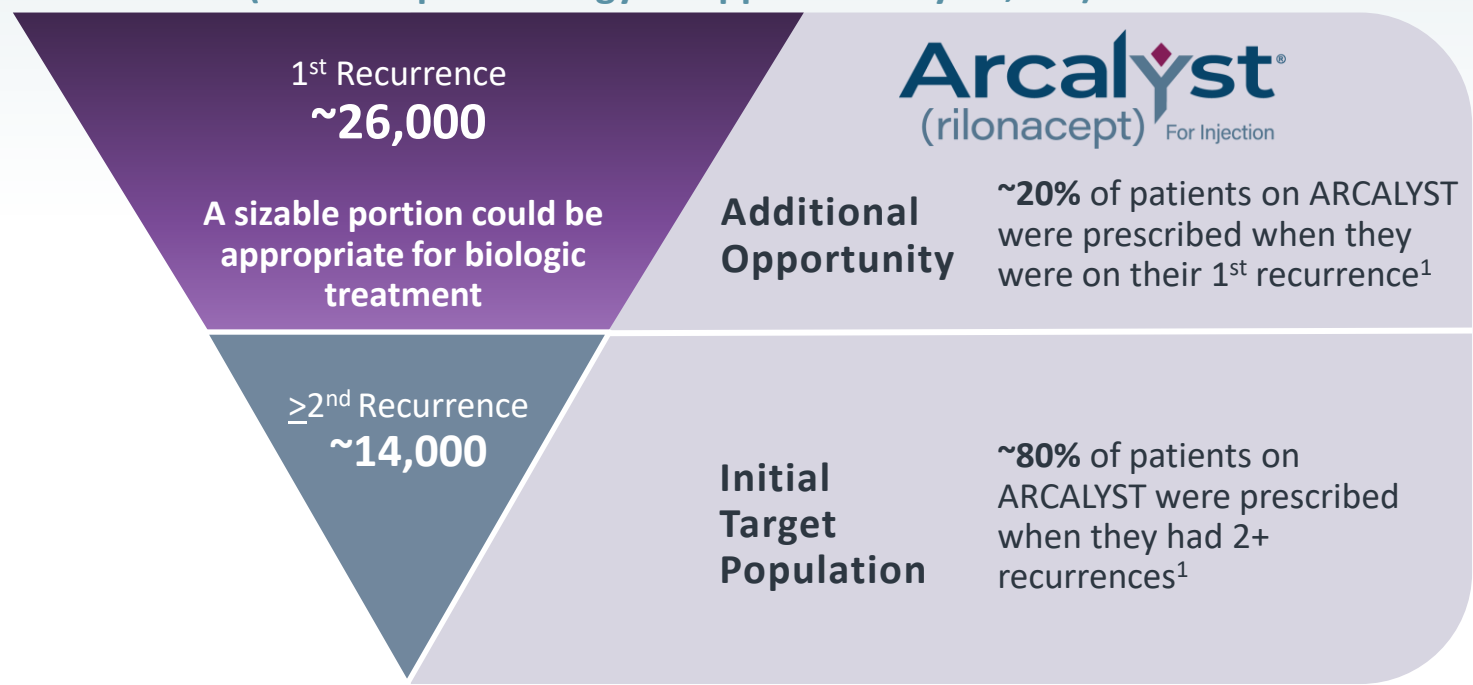 1st Recurrence
~26,000
A sizable portion could be
appropriate for biologic
treatment
Arcalyst®
(rilonacept) For Injection
Additional
Opportunity
~20% of patients on ARCALYST
were prescribed when they
were on their 1st recurrence1
≥2nd Recurrence
~14,000
Initial
Target
Population
~80% of patients on
ARCALYST were prescribed
when they had 2+
recurrences1